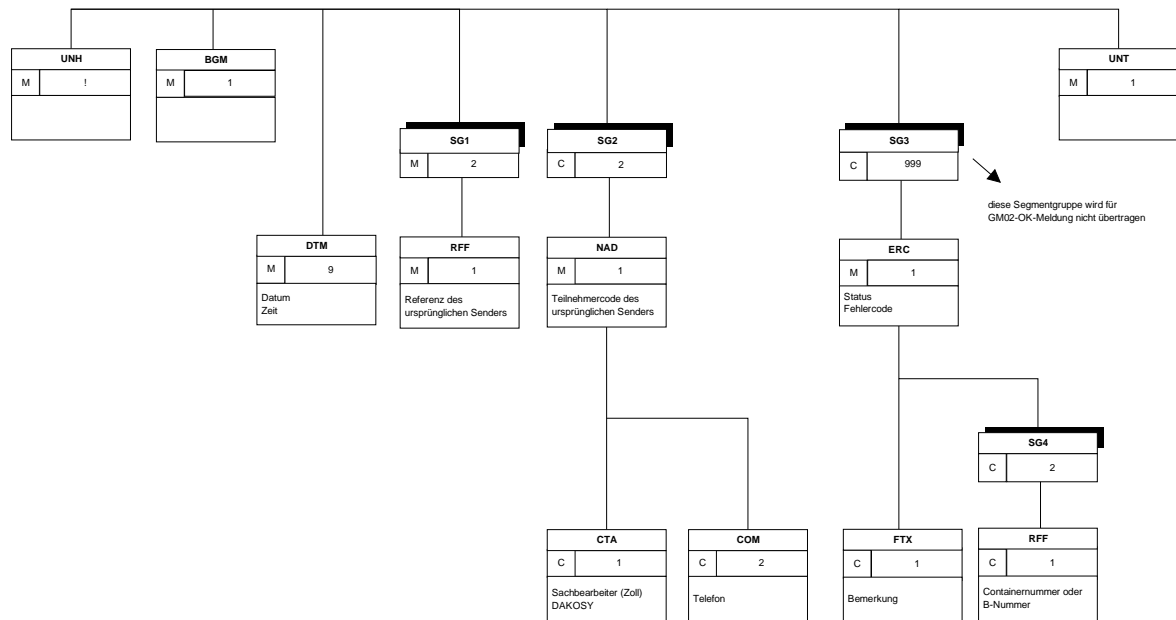 UNH
M !
BGM
M 1
UNT
M 1
SG1
M 2
SG2
C 2
SG3
C 999
diese Segmentgruppe wird für
GM02-OK-Meldung nicht übertragen
DTM
M 9
Datum
Zeit
RFF
M 1
Referenz des
ursprünglichen Senders
NAD
M 1
Teilnehmercode des
ursprünglichen Senders
ERC
M 1
Status
Fehlercode
SG4
C 2
CTA
C 1
Sachbearbeiter (Zoll)
DAKOSY
COM
C 2
Telefon
FTX
C 1
Bemerkung
RFF
C 1
Containernummer oder
B-Nummer